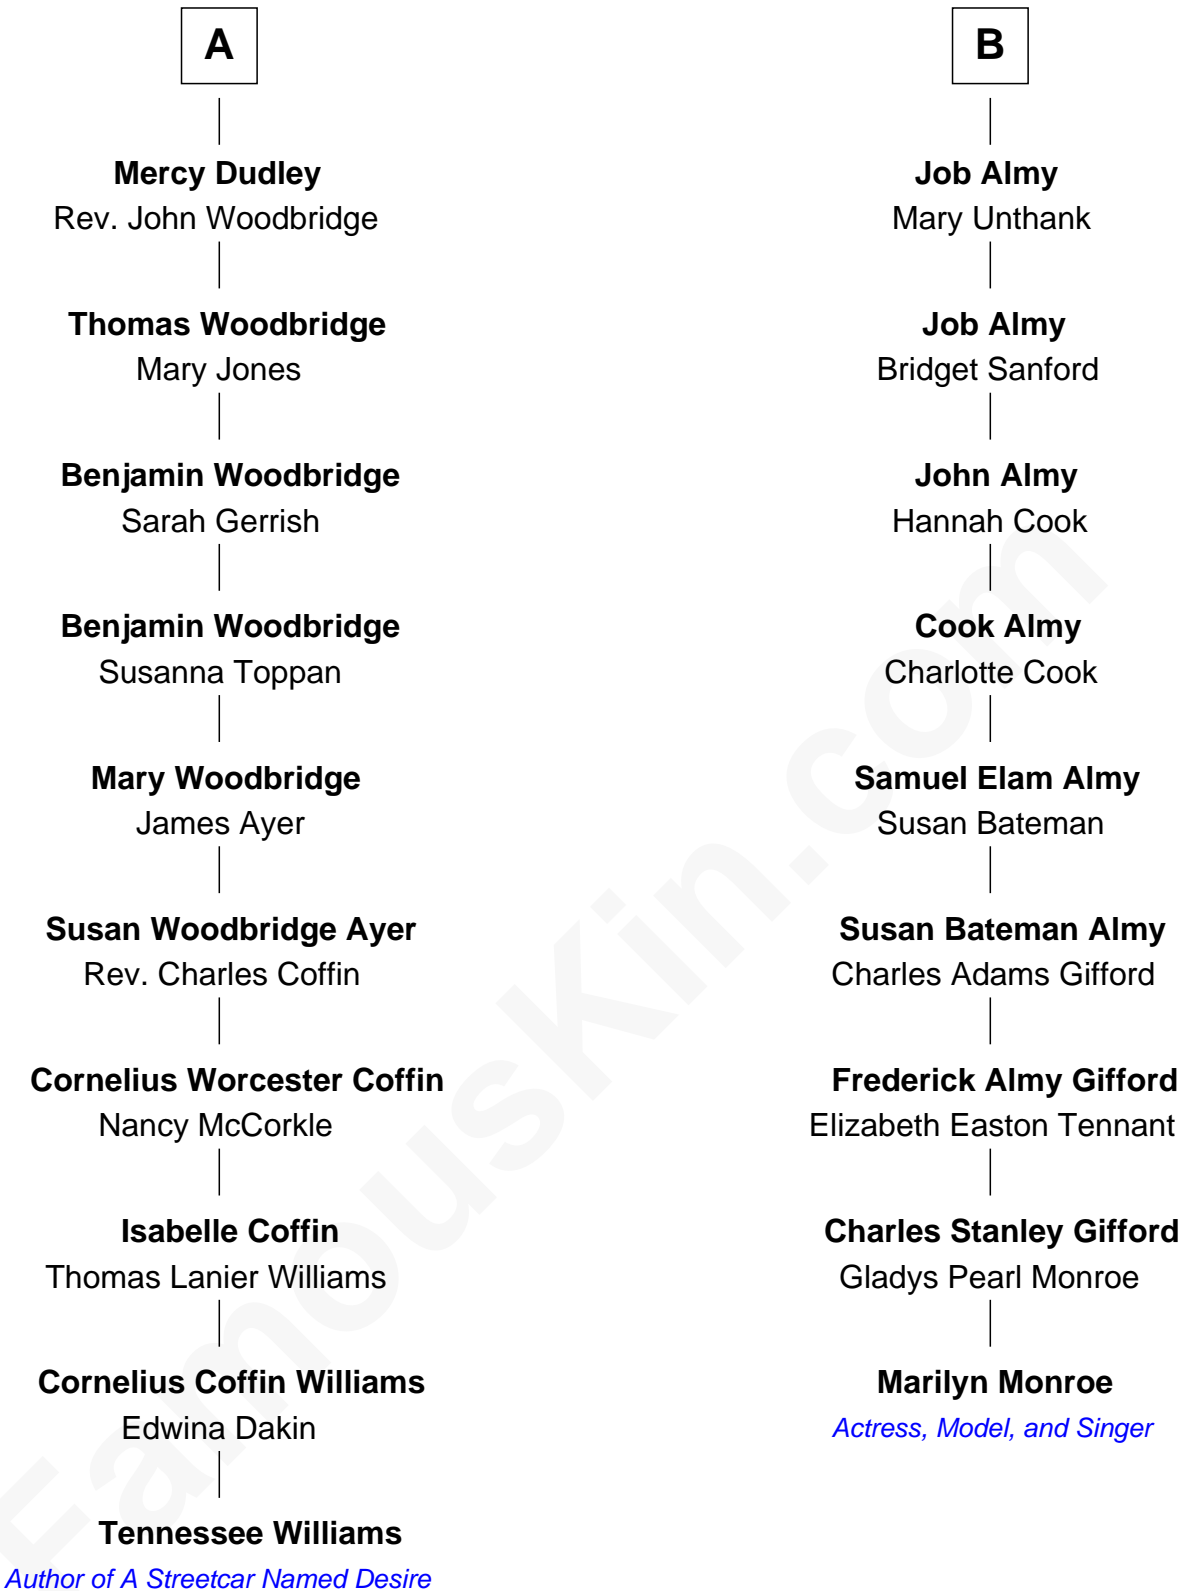 A
Mercy Dudley
Rev. John Woodbridge
Thomas Woodbridge
Mary Jones
Benjamin Woodbridge
Sarah Gerrish
Benjamin Woodbridge
Susanna Toppan
Mary Woodbridge
James Ayer
Susan Woodbridge Ayer
Rev. Charles Coffin
Cornelius Worcester Coffin
Nancy McCorkle
Isabelle Coffin
Thomas Lanier Williams
Cornelius Coffin Williams
Edwina Dakin
Tennessee Williams
Author of A Streetcar Named Desire
B
Job Almy
Mary Unthank
Job Almy
Bridget Sanford
John Almy
Hannah Cook
Cook Almy
Charlotte Cook
Samuel Elam Almy
Susan Bateman
Susan Bateman Almy
Charles Adams Gifford
Frederick Almy Gifford
Elizabeth Easton Tennant
Charles Stanley Gifford
Gladys Pearl Monroe
Marilyn Monroe
Actress, Model, and Singer
FamousKin.com